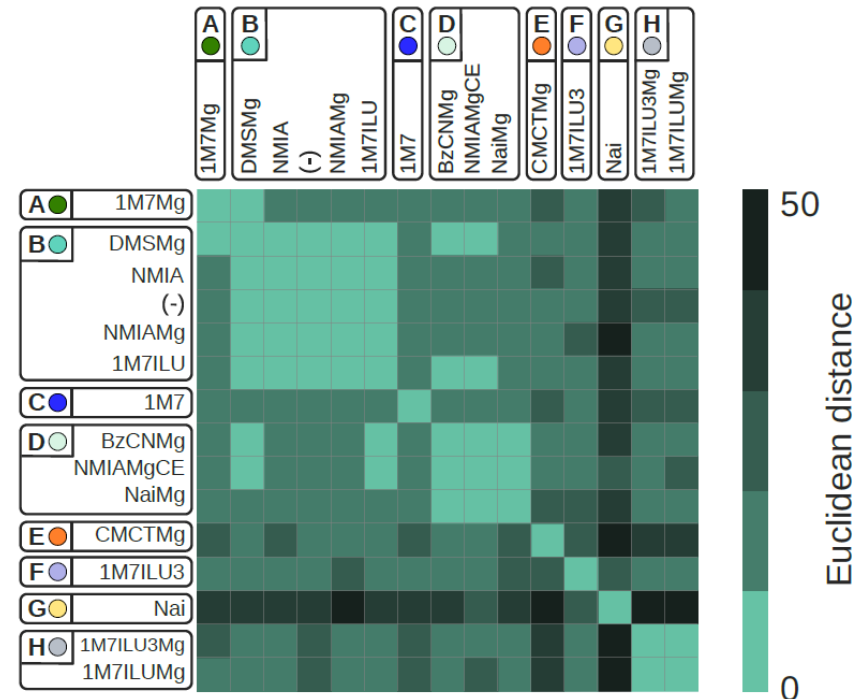 A B C D E F G H
1M7Mg DMSMg NMIA (-) NMIAMg 1M7ILU 1M7 BzCNMg NMIAMgCE NaiMg CMCTMg 1M7ILU3 Nai 1M7ILU3Mg 1M7ILUMg
A 1M7Mg
B DMSMg
NMIA
(-)
NMIAMg
1M7ILU
C 1M7
D BzCNMg
NMIAMgCE
NaiMg
E CMCTMg
F 1M7ILU3
G Nai
H 1M7ILU3Mg
1M7ILUMg
50
Euclidean distance
0